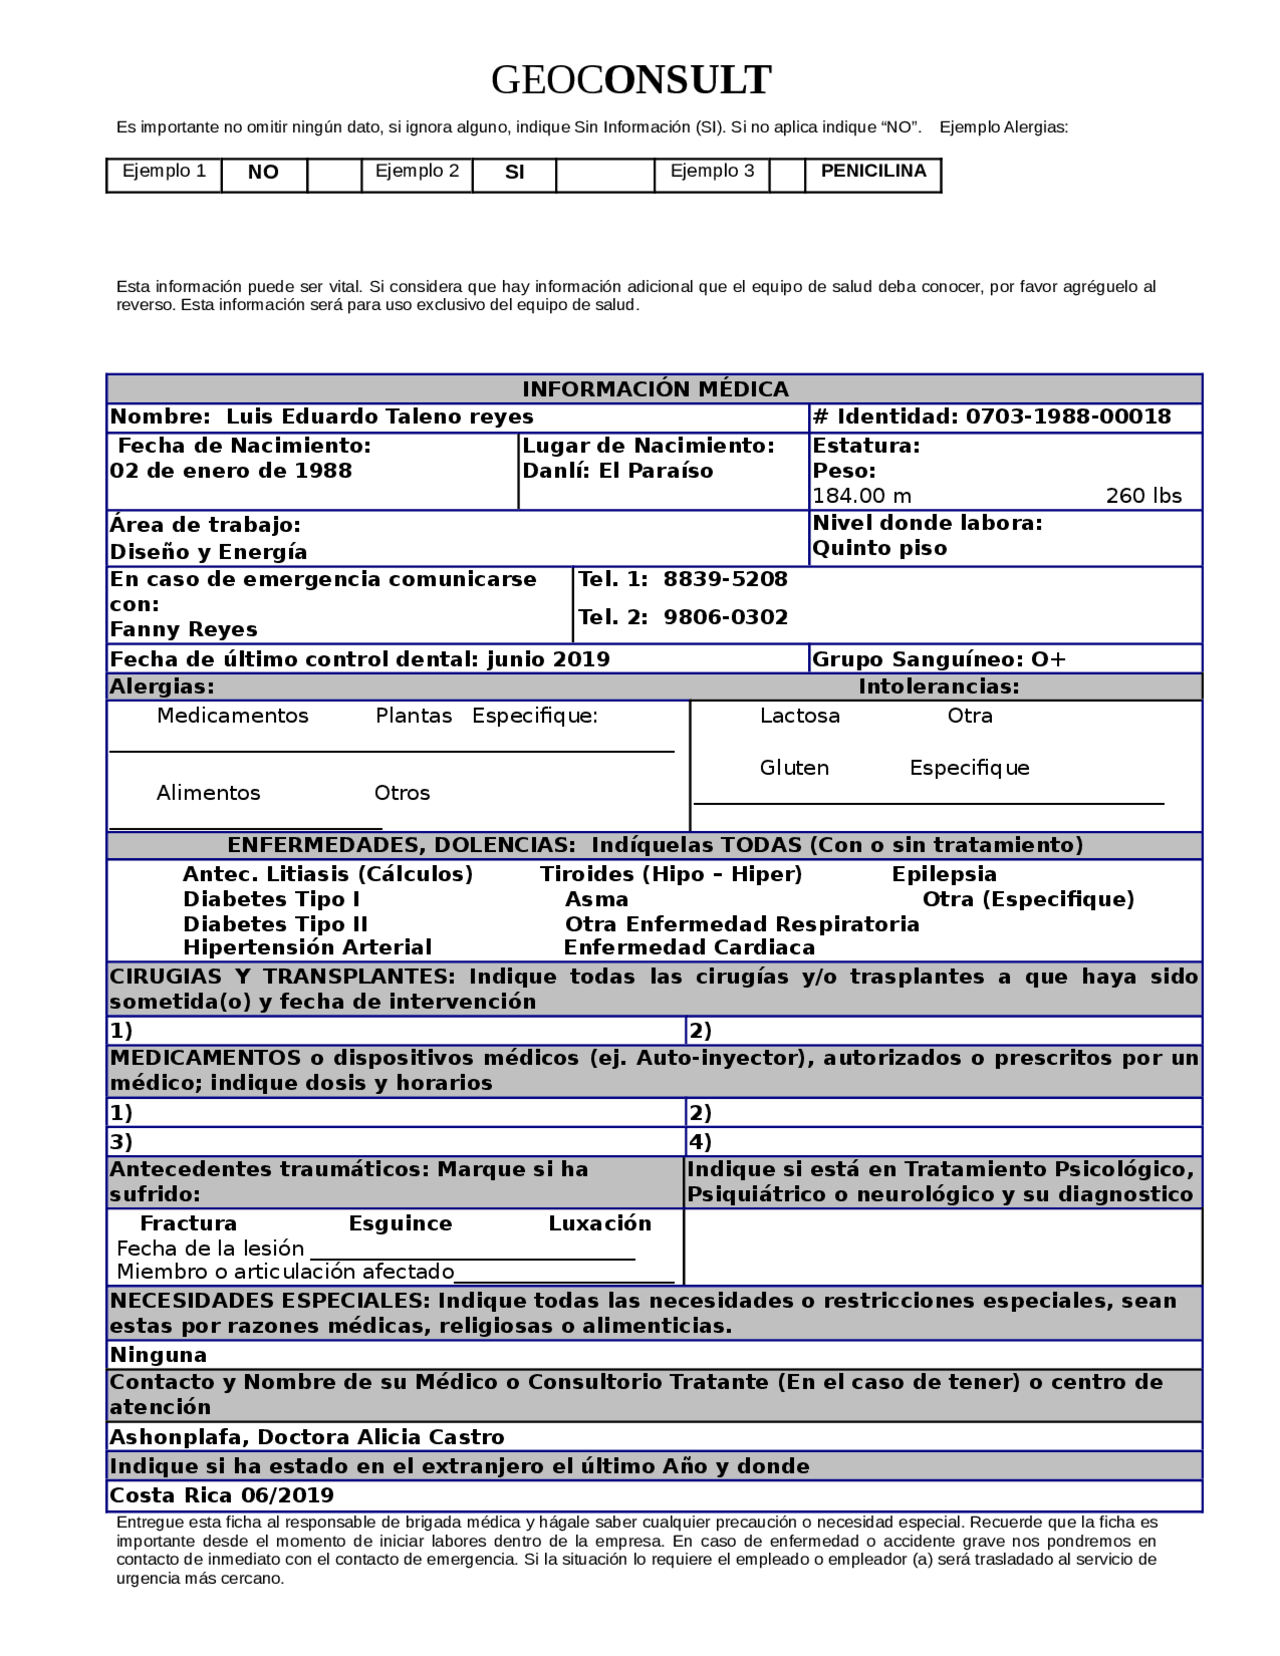 GEOCONSULT
Es importante no omitir ningún dato, si ignora alguno, indique Sin Información (SI). Si no aplica indique “NO”. Ejemplo Alergias:
Ejemplo 1 NO Ejemplo 2 SI Ejemplo 3 PENICILINA
Esta información puede ser vital. Si considera que hay información adicional que el equipo de salud deba conocer, por favor agréguelo al
reverso. Esta información será para uso exclusivo del equipo de salud.
INFORMACIÓN MÉDICA
Nombre: Luis Eduardo Taleno reyes
# Identidad: 0703-1988-00018
Fecha de Nacimiento:
02 de enero de 1988
Lugar de Nacimiento:
Danlí: El Paraíso
Estatura:
Peso:
184.00 m 260 lbs
Área de trabajo:
Diseño y Energía
Nivel donde labora:
Quinto piso
En caso de emergencia comunicarse
con:
Fanny Reyes
Tel. 1: 8839-5208
Tel. 2: 9806-0302
Fecha de último control dental: junio 2019
Grupo Sanguíneo: O+
Alergias: Intolerancias:
Medicamentos Plantas Especifique:
Alimentos Otros
Lactosa Otra
Gluten Especifique
ENFERMEDADES, DOLENCIAS: Indíquelas TODAS (Con o sin tratamiento)
Antec. Litiasis (Cálculos) Tiroides (Hipo – Hiper) Epilepsia
Diabetes Tipo I Asma Otra (Especifique)
Diabetes Tipo II Otra Enfermedad Respiratoria
Hipertensión Arterial Enfermedad Cardiaca
CIRUGIAS Y TRANSPLANTES: Indique todas las cirugías y/o trasplantes a que haya sido
sometida(o) y fecha de intervención
1) 2)
MEDICAMENTOS o dispositivos médicos (ej. Auto-inyector), autorizados o prescritos por un
médico; indique dosis y horarios
1) 2)
3) 4)
Antecedentes traumáticos: Marque si ha
sufrido:
Indique si está en Tratamiento Psicológico,
Psiquiátrico o neurológico y su diagnostico
Fractura Esguince Luxación
Fecha de la lesión
Miembro o articulación afectado
NECESIDADES ESPECIALES: Indique todas las necesidades o restricciones especiales, sean
estas por razones médicas, religiosas o alimenticias.
Ninguna
Contacto y Nombre de su Médico o Consultorio Tratante (En el caso de tener) o centro de
atención
Ashonplafa, Doctora Alicia Castro
Indique si ha estado en el extranjero el último Año y donde
Costa Rica 06/2019
Entregue esta ficha al responsable de brigada médica y hágale saber cualquier precaución o necesidad especial. Recuerde que la ficha es
importante desde el momento de iniciar labores dentro de la empresa. En caso de enfermedad o accidente grave nos pondremos en
contacto de inmediato con el contacto de emergencia. Si la situación lo requiere el empleado o empleador (a) será trasladado al servicio de
urgencia más cercano.